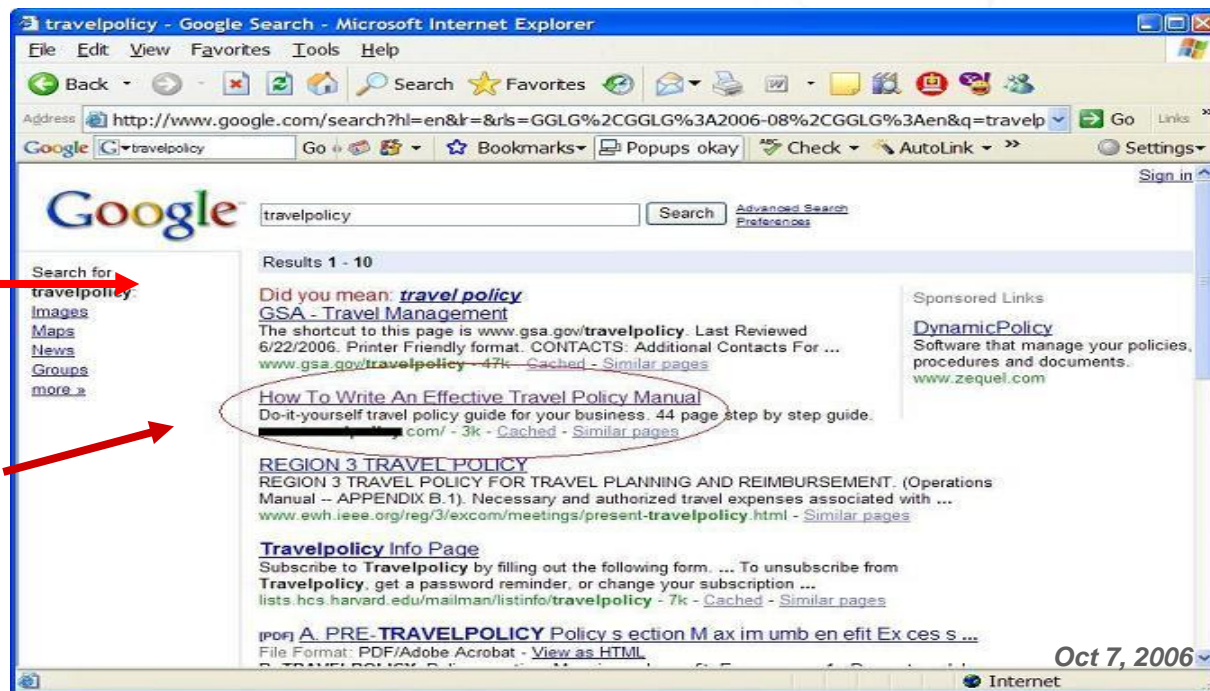 travelpolicy - Google Search - Microsoft Internet Explorer
File Edit View Favorites Tools Help
Back Search Favorites
Address http://www.google.com/search?hl=en&lr=&rls=GGLG%2CGGLG%3A2006-08%2CGGLG%3Aen&q=travelp Go Links »
Google G travelpolicy Go Bookmarks Popups okay Check AutoLink » Settings
Sign in
Google travelpolicy Search Advanced Search
Preferences
Results 1 - 10
Search for
travelpolicy:
Images
Maps
News
Groups
more »
Did you mean: travel policy
GSA - Travel Management
The shortcut to this page is www.gsa.gov/travelpolicy. Last Reviewed
6/22/2006. Printer Friendly format. CONTACTS: Additional Contacts For ...
www.gsa.gov/travelpolicy - 47k - Cached - Similar pages
How To Write An Effective Travel Policy Manual
Do-it-yourself travel policy guide for your business. 44 page step by step guide.
com/ - 3k - Cached - Similar pages
REGION 3 TRAVEL POLICY
REGION 3 TRAVEL POLICY FOR TRAVEL PLANNING AND REIMBURSEMENT. (Operations
Manual -- APPENDIX B.1). Necessary and authorized travel expenses associated with ...
www.ewh.ieee.org/reg/3/excom/meetings/present-travelpolicy.html - Similar pages
Travelpolicy Info Page
Subscribe to Travelpolicy by filling out the following form. ... To unsubscribe from
Travelpolicy, get a password reminder, or change your subscription ...
lists.hcs.harvard.edu/mailman/listinfo/travelpolicy - 7k - Cached - Similar pages
[PDF] A. PRE-TRAVELPOLICY Policy s ection M ax im umb en efit Ex ces s ...
File Format: PDF/Adobe Acrobat - View as HTML
Sponsored Links
DynamicPolicy
Software that manage your policies,
procedures and documents.
www.zequel.com
Oct 7, 2006
Internet